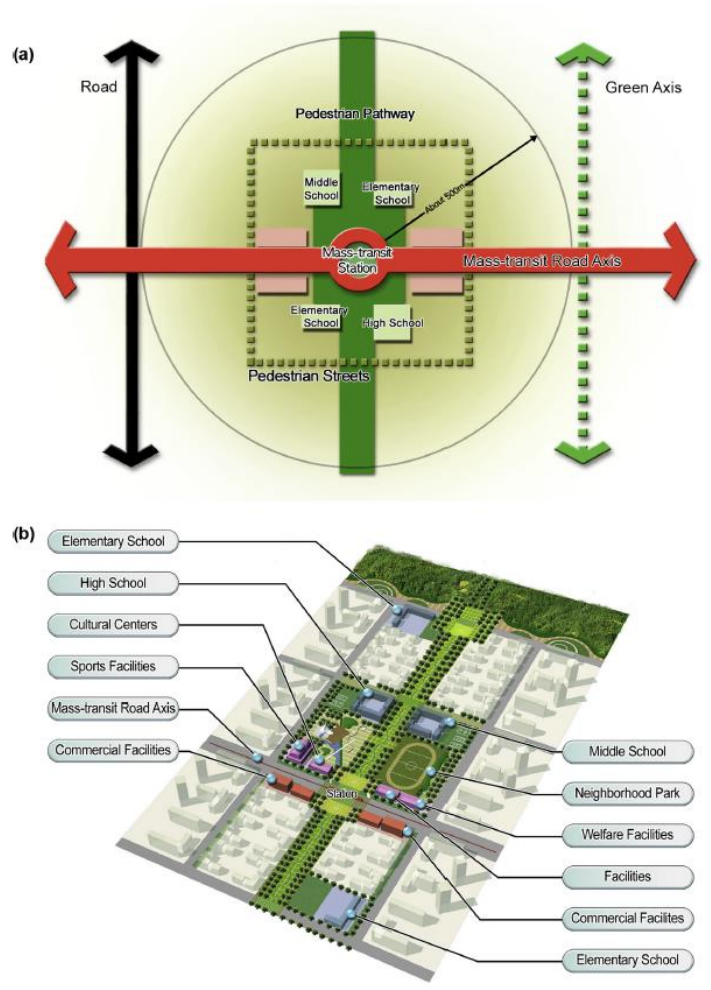 (a)
Road
Green Axis
Pedestrian Pathway
Middle
School
Elementary
School
About 500m
Mass-transit
Station
Mass-transit Road Axis
Elementary
School
High School
Pedestrian Streets
(b)
Elementary School
High School
Cultural Centers
Sports Facilities
Mass-transit Road Axis
Commercial Facilities
Station
Middle School
Neighborhood Park
Welfare Facilities
Facilities
Commercial Facilites
Elementary School